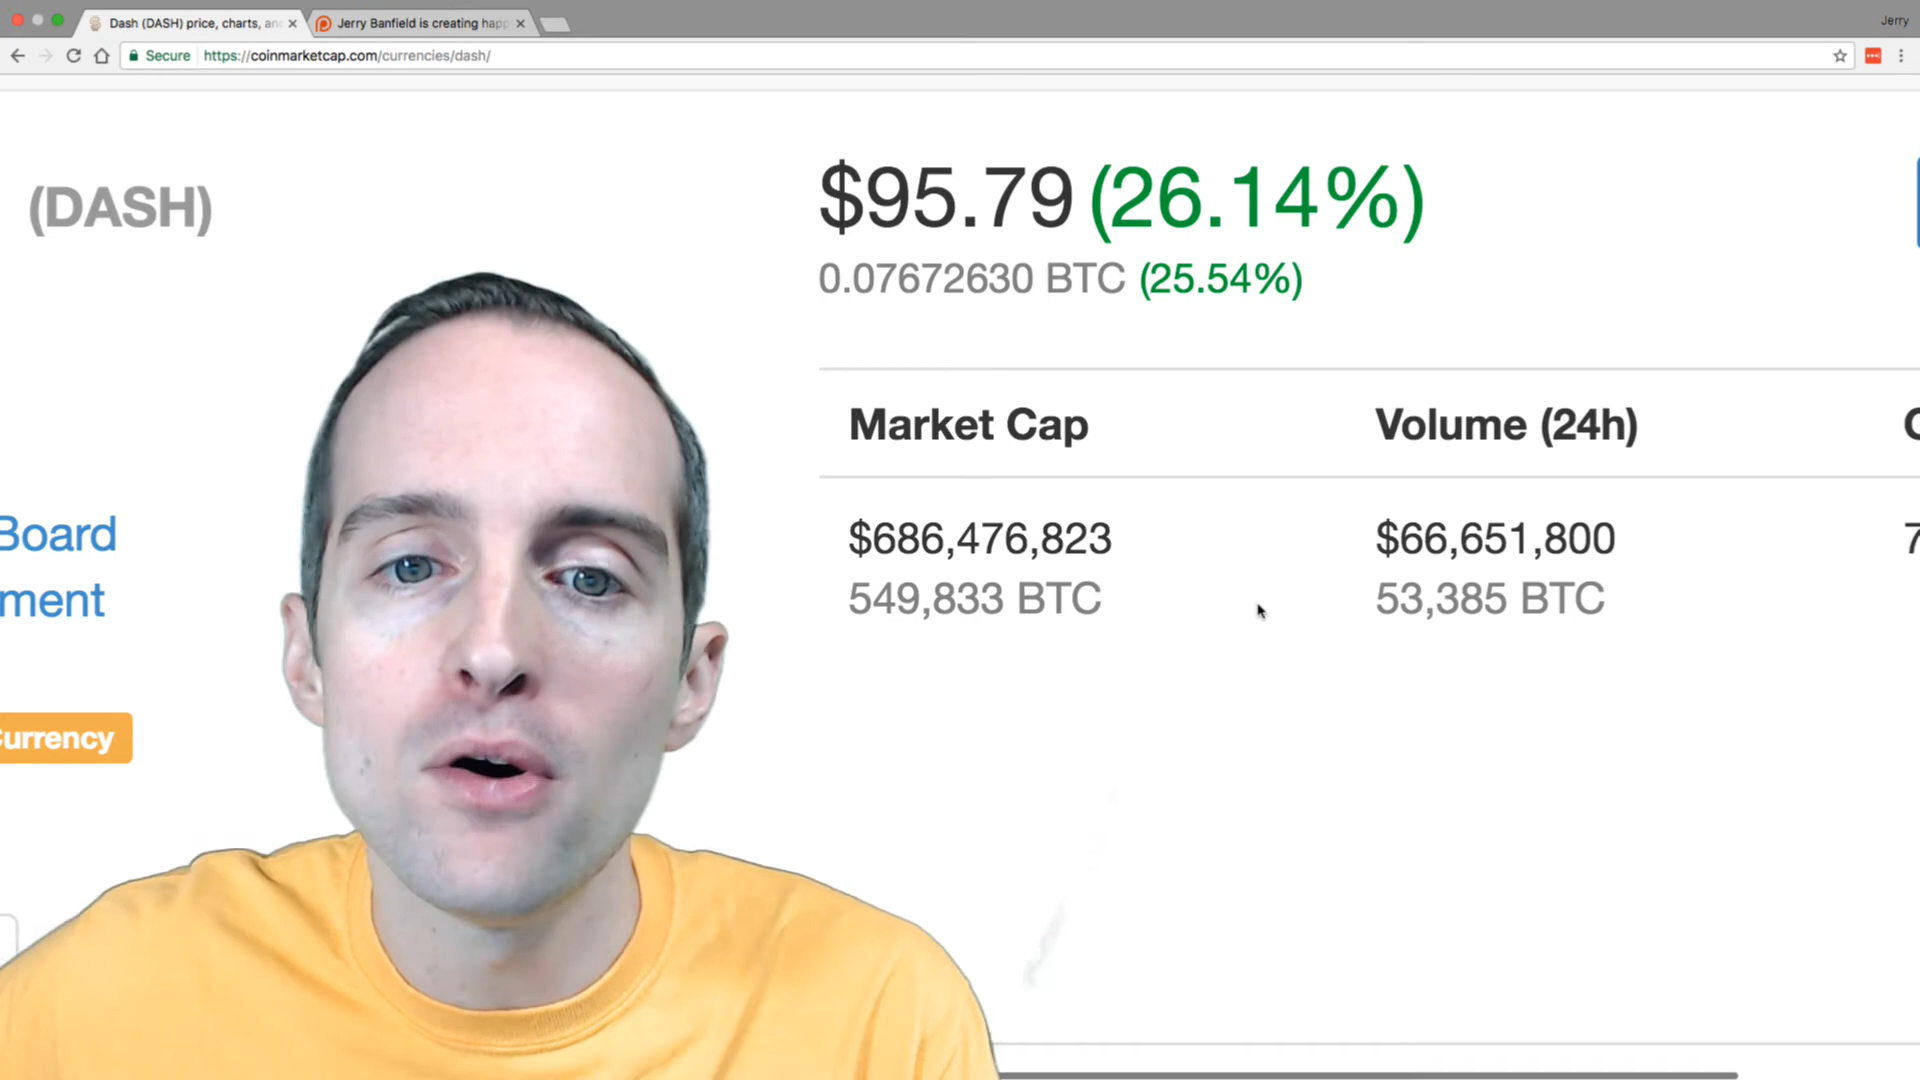 Dash (DASH) price, charts, an
Jerry Banfield is creating happ
Jerry
Secure
https://coinmarketcap.com/currencies/dash/
(DASH)
$95.79 (26.14%)
0.07672630 BTC (25.54%)
Market Cap
Volume (24h)
$686,476,823
$66,651,800
549,833 BTC
53,385 BTC
Board
ment
Currency